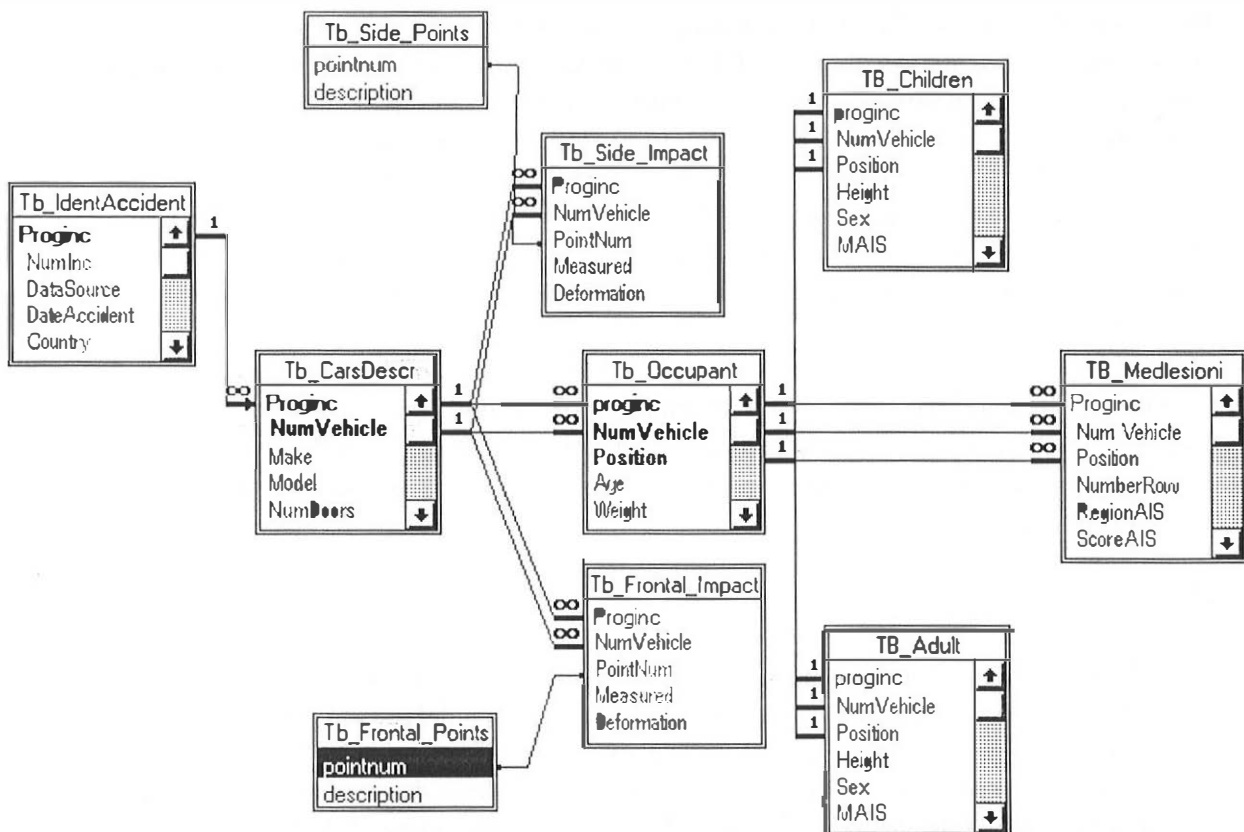 Tb_Side_Points
pointnum
description
TB_Children
1
proginc
1
NumVehicle
1
Position
Height
Sex
MAIS
Tb_Side_Impact
∞
Proginc
∞
NumVehicle
PointNum
Measured
Deformation
Tb_IdentAccident
1
Proginc
NumInc
DataSource
DateAccident
Country
Tb_CarsDescr
∞
Proginc
1
NumVehicle
1
Make
Model
NumDoors
Tb_Occupant
∞
proginc
1
∞
NumVehicle
1
Position
1
Age
Weight
TB_Medlesioni
∞
Proginc
∞
Num Vehicle
∞
Position
NumberRow
RegionAIS
ScoreAIS
Tb_Frontal_Impact
∞
Proginc
∞
NumVehicle
PointNum
Measured
Deformation
TB_Adult
1
proginc
1
NumVehicle
1
Position
Height
Sex
MAIS
Tb_Frontal_Points
pointnum
description